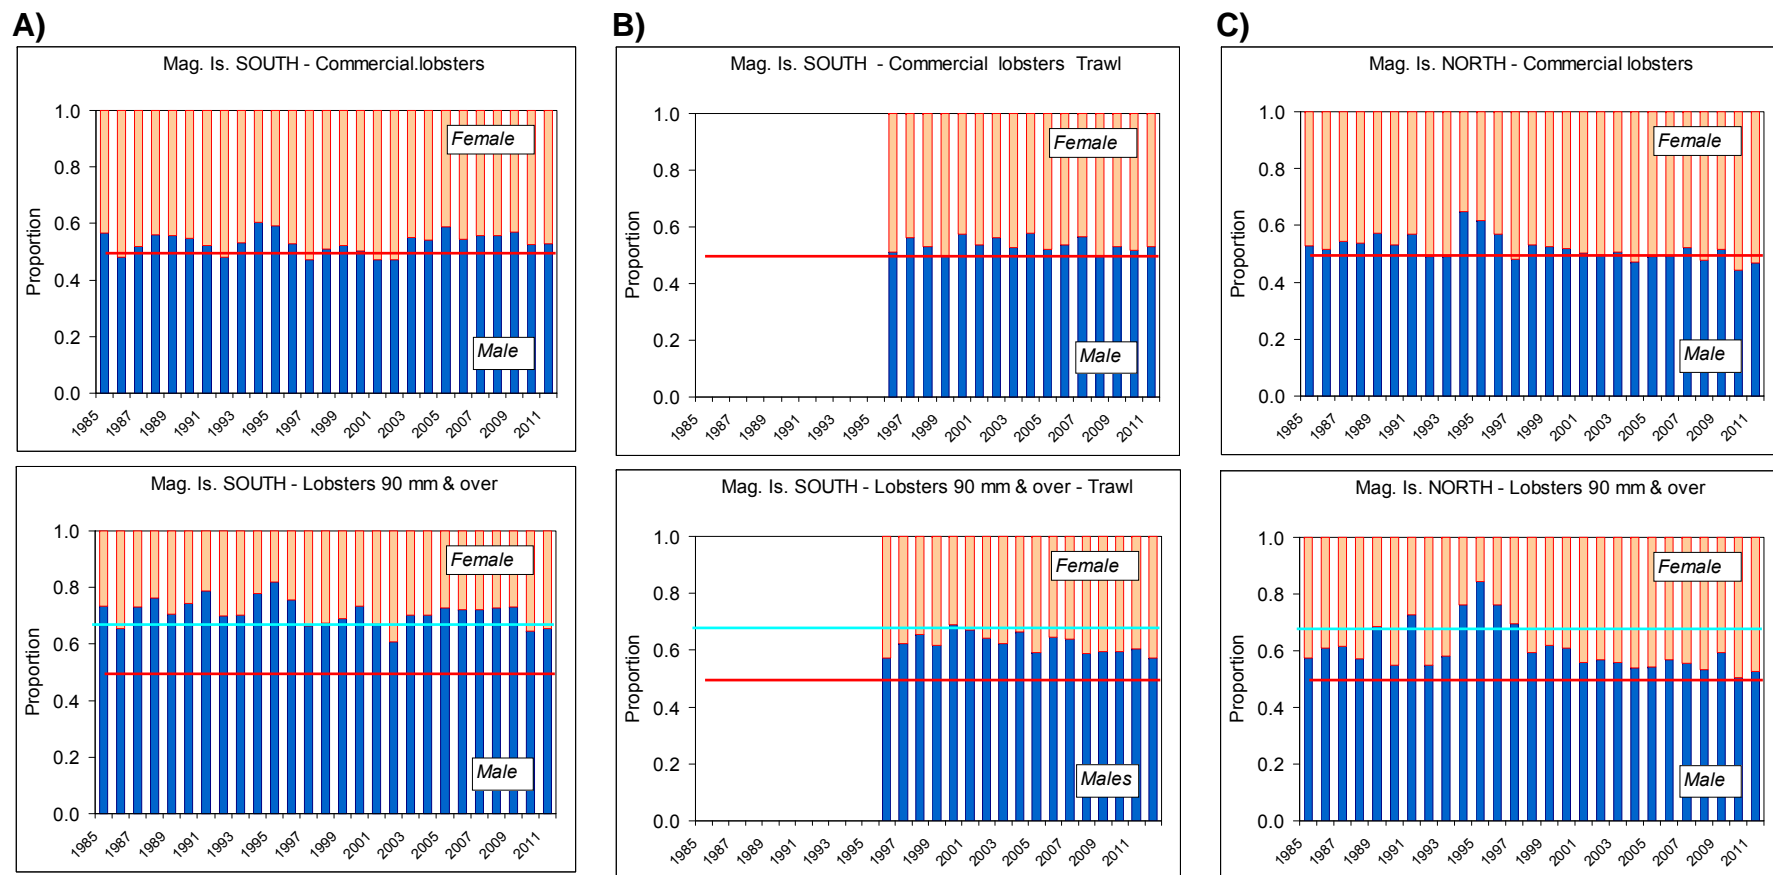 A)
B)
C)
Mag. Is. SOUTH - Commercial.lobsters
Proportion
1.0
0.8
0.6
0.4
0.2
0.0
Female
Male
1985 1987 1989 1991 1993 1995 1997 1999 2001 2003 2005 2007 2009 2011
Mag. Is. SOUTH - Commercial lobsters Trawl
Proportion
1.0
0.8
0.6
0.4
0.2
0.0
Female
Male
1985 1987 1989 1991 1993 1995 1997 1999 2001 2003 2005 2007 2009 2011
Mag. Is. NORTH - Commercial lobsters
Proportion
1.0
0.8
0.6
0.4
0.2
0.0
Female
Male
1985 1987 1989 1991 1993 1995 1997 1999 2001 2003 2005 2007 2009 2011
Mag. Is. SOUTH - Lobsters 90 mm & over
Proportion
1.0
0.8
0.6
0.4
0.2
0.0
Female
Male
1985 1987 1989 1991 1993 1995 1997 1999 2001 2003 2005 2007 2009 2011
Mag. Is. SOUTH - Lobsters 90 mm & over - Trawl
Proportion
1.0
0.8
0.6
0.4
0.2
0.0
Female
Males
1985 1987 1989 1991 1993 1995 1997 1999 2001 2003 2005 2007 2009 2011
Mag. Is. NORTH - Lobsters 90 mm & over
Proportion
1.0
0.8
0.6
0.4
0.2
0.0
Female
Male
1985 1987 1989 1991 1993 1995 1997 1999 2001 2003 2005 2007 2009 2011